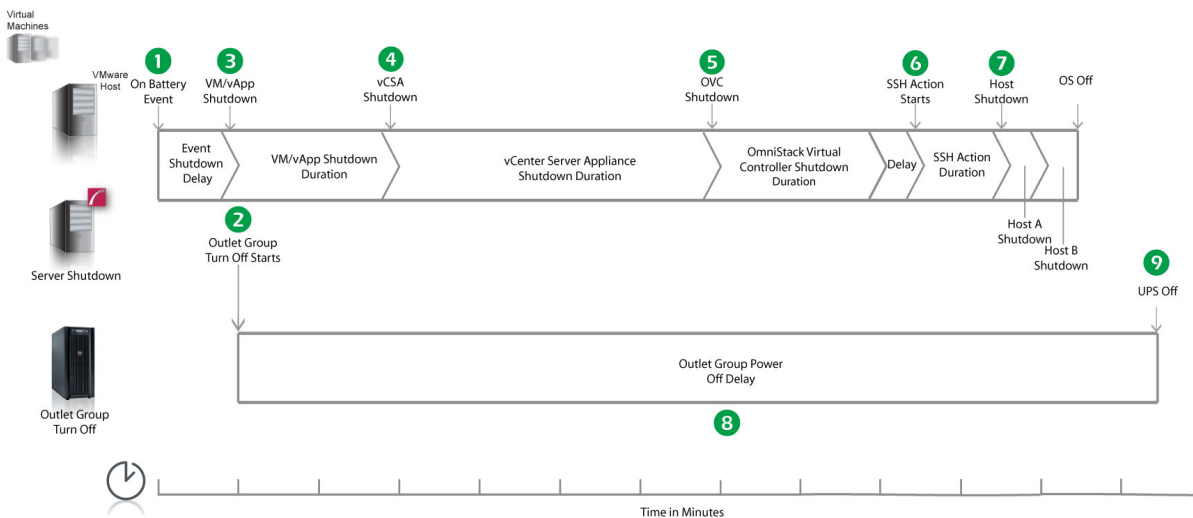 Virtual
Machines
VMware
Host
1
On Battery
Event
3
VM/vApp
Shutdown
4
vCSA
Shutdown
5
OVC
Shutdown
6
SSH Action
Starts
7
Host
Shutdown
OS Off
Event
Shutdown
Delay
VM/vApp Shutdown
Duration
vCenter Server Appliance
Shutdown Duration
OmniStack Virtual
Controller Shutdown
Duration
Delay
SSH Action
Duration
Host A
Shutdown
Host B
Shutdown
Server Shutdown
2
Outlet Group
Turn Off Starts
9
UPS Off
Outlet Group Power
Off Delay
8
Outlet Group
Turn Off
Time in Minutes